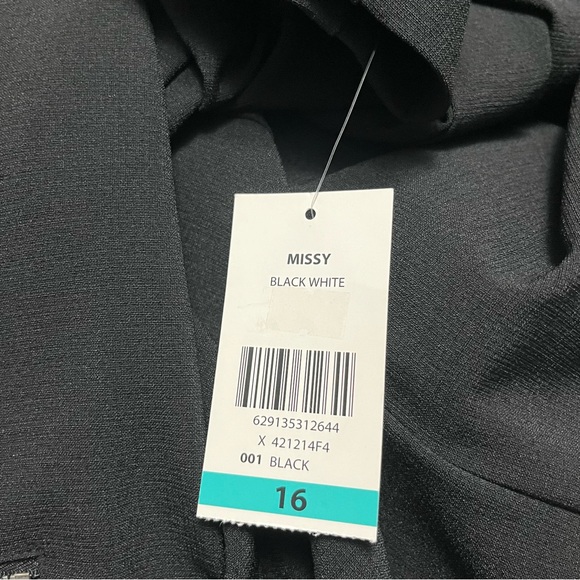 MISSY
BLACK WHITE
629135312644
X 421214F4
001 BLACK
16